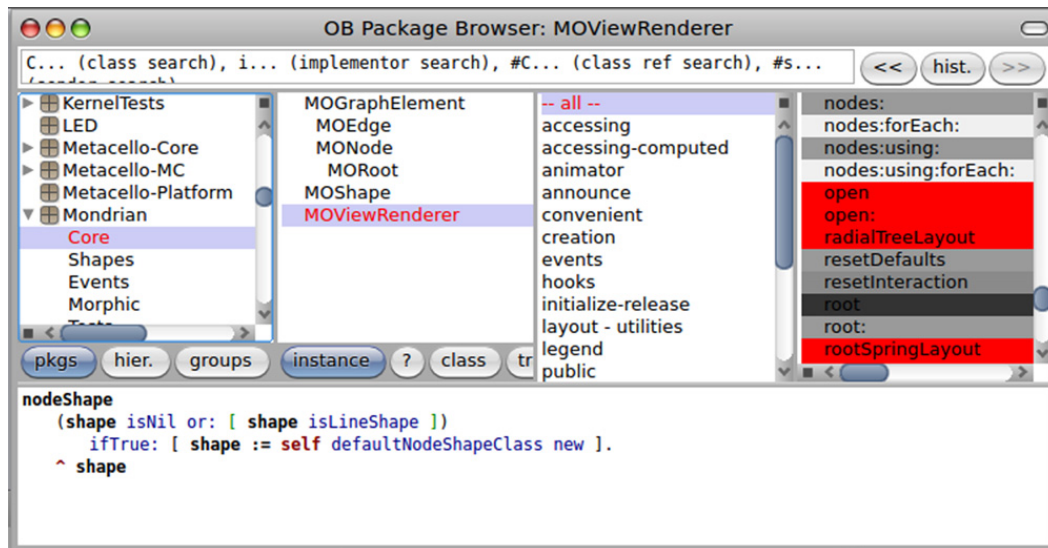 OB Package Browser: MOViewRenderer
C... (class search), i... (implementor search), #C... (class ref search), #s...
(sender search)
<< hist. >>
KernelTests
LED
Metacello-Core
Metacello-MC
Metacello-Platform
Mondrian
Core
Shapes
Events
Morphic
Tests
MOGraphElement
MOEdge
MONode
MORoot
MOShape
MOViewRenderer
-- all --
accessing
accessing-computed
animator
announce
convenient
creation
events
hooks
initialize-release
layout - utilities
legend
public
nodes:
nodes:forEach:
nodes:using:
nodes:using:forEach:
open
open:
radialTreeLayout
resetDefaults
resetInteraction
root
root:
rootSpringLayout
pkgs hier. groups instance ? class tr
nodeShape
(shape isNil or: [ shape isLineShape ])
ifTrue: [ shape := self defaultNodeShapeClass new ].
^ shape